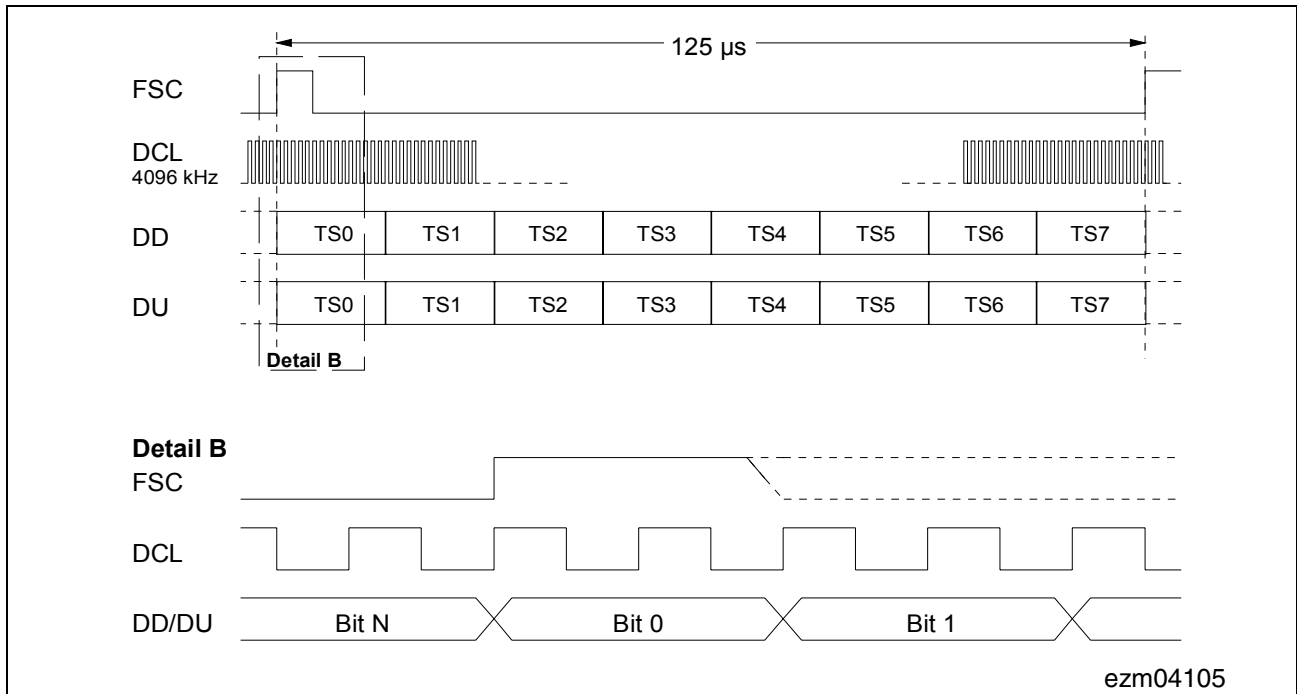 125 µs
FSC
DCL
4096 kHz
DD TS0 TS1 TS2 TS3 TS4 TS5 TS6 TS7
DU TS0 TS1 TS2 TS3 TS4 TS5 TS6 TS7
Detail B
Detail B
FSC
DCL
DD/DU Bit N Bit 0 Bit 1
ezm04105